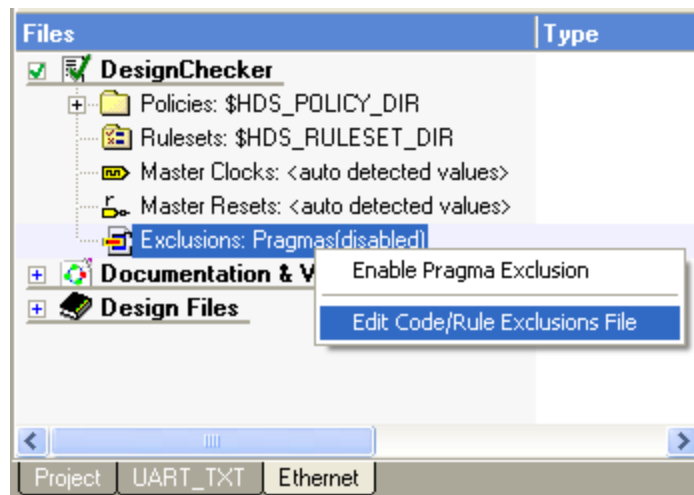 Files Type
DesignChecker
Policies: $HDS_POLICY_DIR
Rulesets: $HDS_RULESET_DIR
Master Clocks: <auto detected values>
Master Resets: <auto detected values>
Exclusions: Pragmas(disabled)
Enable Pragma Exclusion
Documentation & V
Design Files
Edit Code/Rule Exclusions File
Project UART_TXT Ethernet